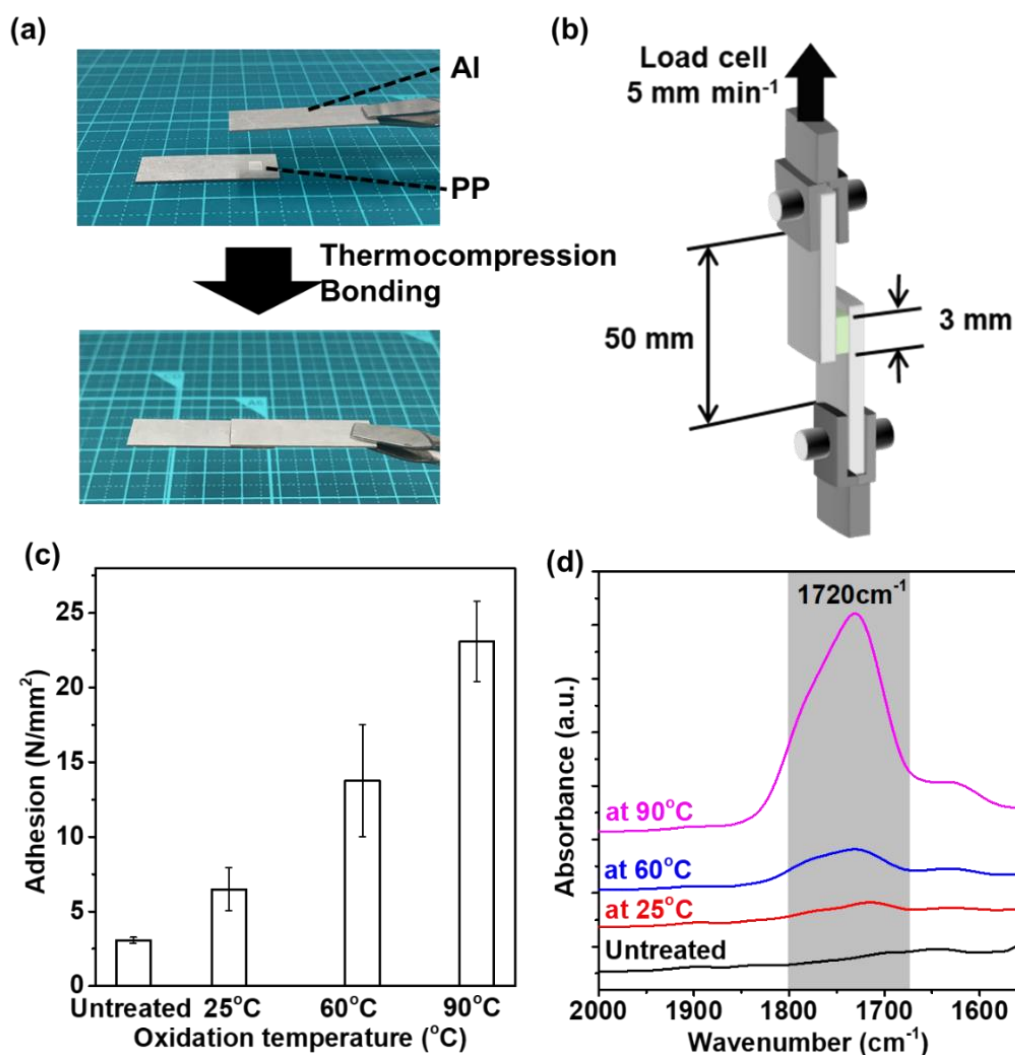 (a)
Al
PP
Thermocompression
Bonding
(b)
Load cell
5 mm min⁻¹
50 mm
3 mm
(c)
Adhesion (N/mm²)
25
20
15
10
5
0
Untreated 25°C 60°C 90°C
Oxidation temperature (°C)
(d)
1720cm⁻¹
Absorbance (a.u.)
at 90°C
at 60°C
at 25°C
Untreated
2000 1900 1800 1700 1600
Wavenumber (cm⁻¹)